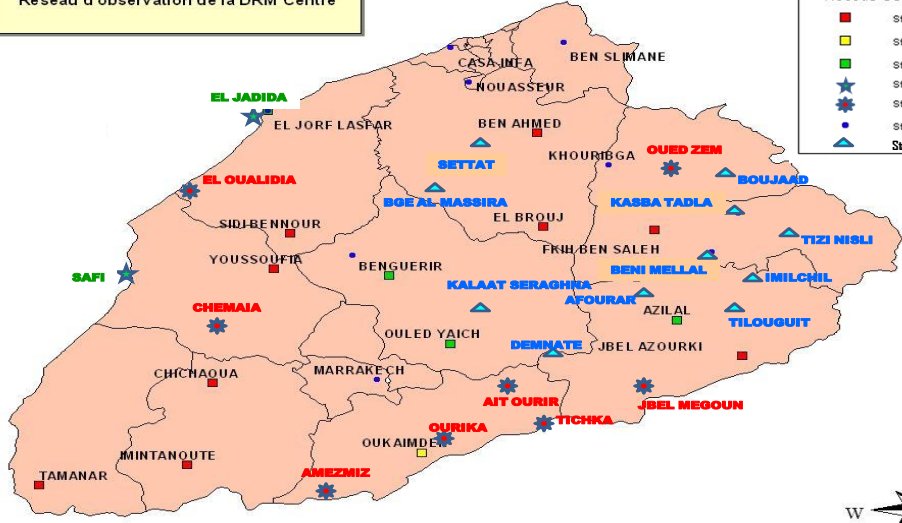 Réseau d'observation de la DRM Centre
CASA INFA
BEN SLIMANE
NOUASSEUR
EL JADIDA
EL JORF LASFAR
BEN AHMED
KHOURIBGA
OUED ZEM
SETTAT
BOUJAAD
EL OUALIDIA
BGE AL MASSIRA
KASBA TADLA
SIDI BENNOUR
EL BROUJ
TIZI NISLI
YOUSSOUFIA
FKIH BEN SALEH
BENGUERIR
SAFI
BENI MELLAL
IMILCHIL
KALAAT SERAGHNA
AFOURAR
CHEMAIA
AZILAL
TILOUGUIT
OULED YAICH
DEMNATE
JBEL AZOURKI
CHICHAOUA
MARRAKECH
AIT OURIR
JBEL MEGOUN
TICHKA
OURIKA
OUKAIMDEN
IMINTANOUTE
AMEZMIZ
TAMANAR
W